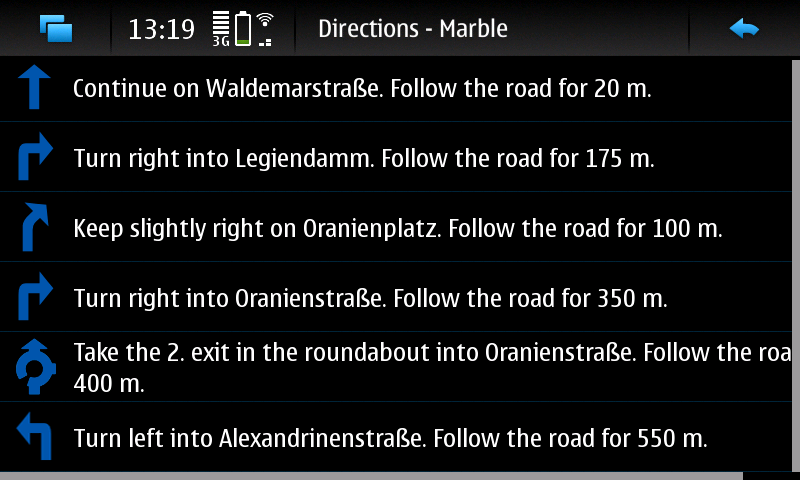 13:19
3G
Directions - Marble
Continue on Waldemarstraße. Follow the road for 20 m.
Turn right into Legiendamm. Follow the road for 175 m.
Keep slightly right on Oranienplatz. Follow the road for 100 m.
Turn right into Oranienstraße. Follow the road for 350 m.
Take the 2. exit in the roundabout into Oranienstraße. Follow the roa
400 m.
Turn left into Alexandrinenstraße. Follow the road for 550 m.